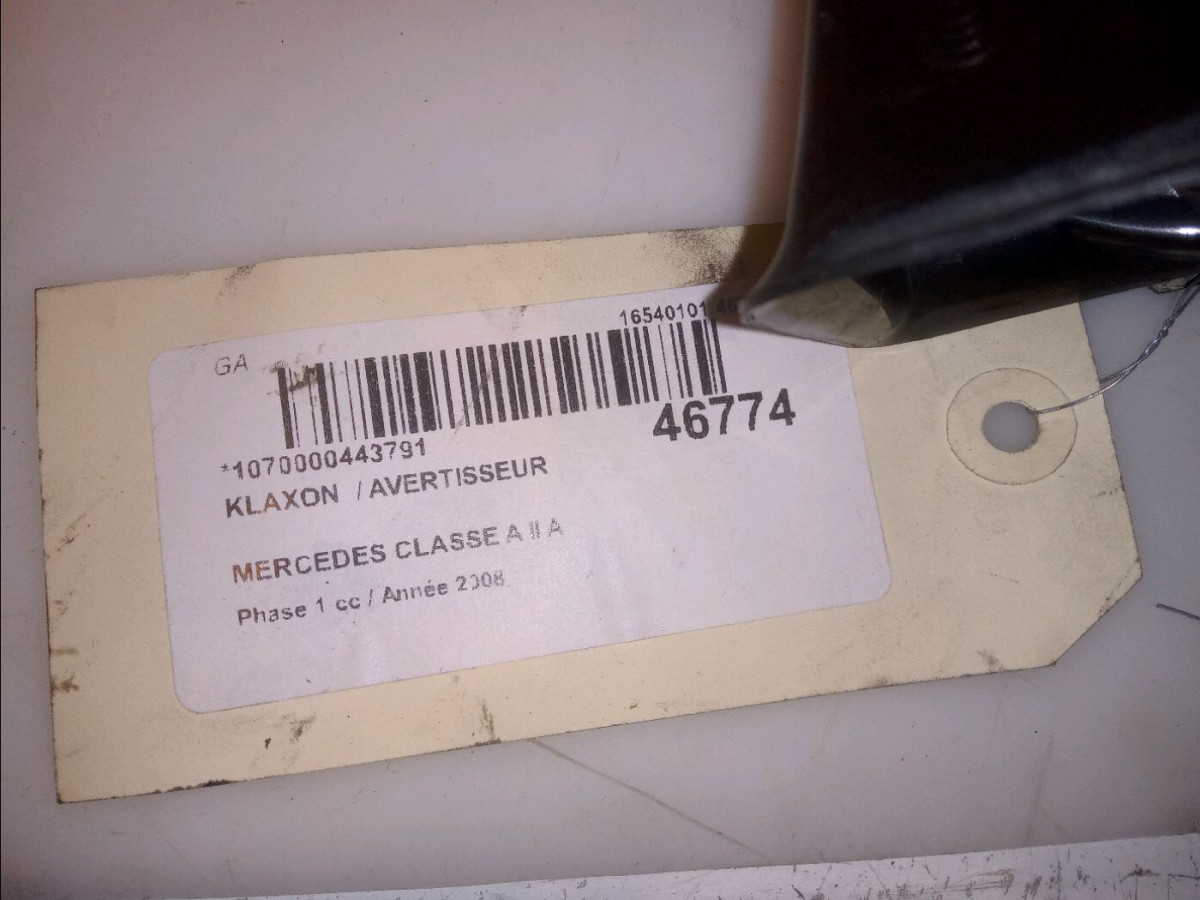 16540101
GA
46774
*1070000443791
KLAXON / AVERTISSEUR
MERCEDES CLASSE A II A
Phase 1 cc / Année 2008